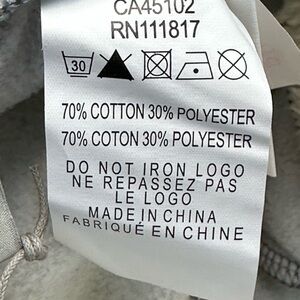 CA45102
RN111817
30
70% COTTON 30% POLYESTER
70% COTON 30% POLYESTER
DO NOT IRON LOGO
NE REPASSEZ PAS
LE LOGO
MADE IN CHINA
FABRIQUÉ EN CHINE